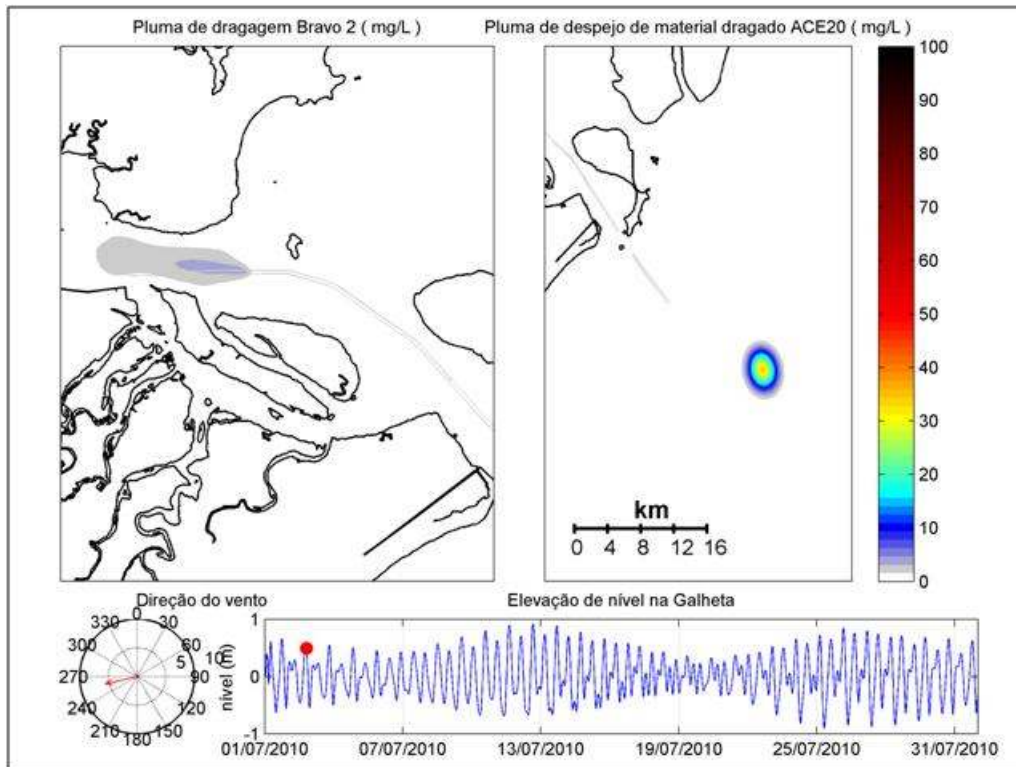 Pluma de dragagem Bravo 2 ( mg/L )
Pluma de despejo de material dragado ACE20 ( mg/L )
100
90
80
70
60
50
40
30
20
10
0
km
0 4 8 12 16
Direção do vento
0
330 30
300 60
5 10
270 90
240 120
210 150
180
Elevação de nível na Galheta
nível (m)
1
0
-1
01/07/2010 07/07/2010 13/07/2010 19/07/2010 25/07/2010 31/07/2010